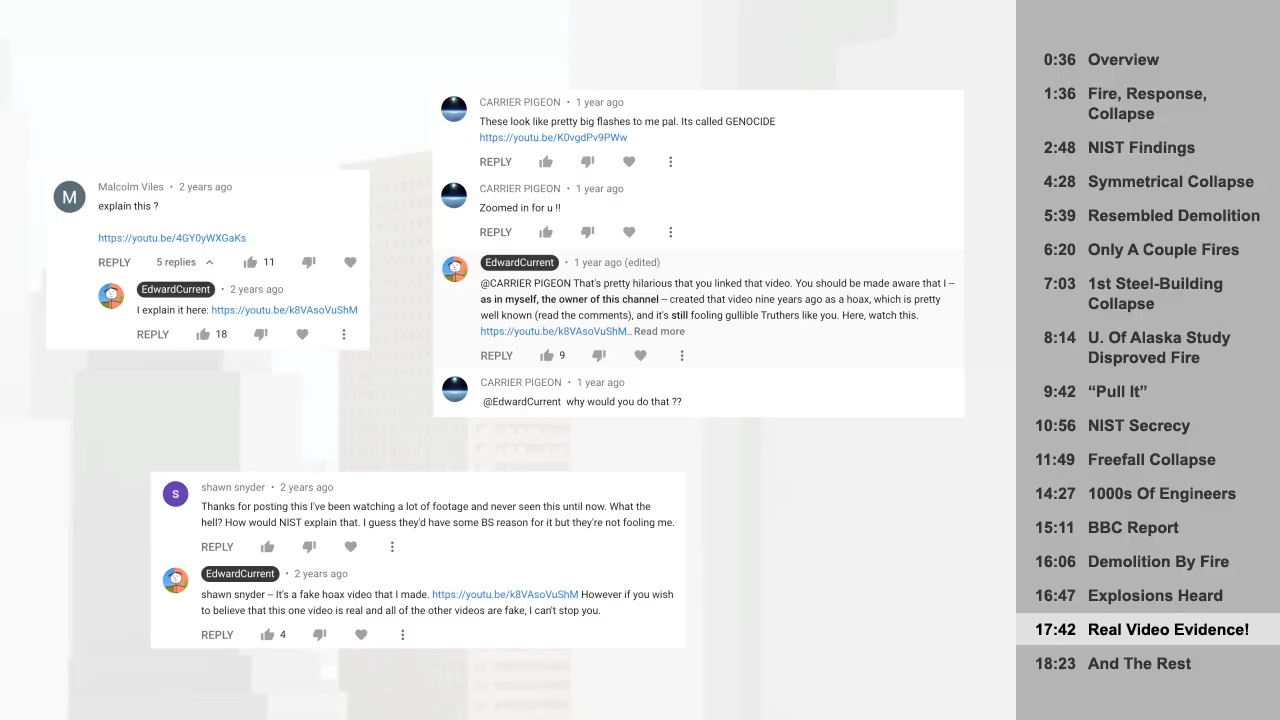 Malcolm Viles • 2 years ago
explain this ?
https://youtu.be/4GY0yWXGaKs
REPLY 5 replies 11
EdwardCurrent • 2 years ago
I explain it here: https://youtu.be/k8VAsoVuShM
REPLY 18
M
CARRIER PIGEON • 1 year ago
These look like pretty big flashes to me pal. Its called GENOCIDE
https://youtu.be/K0vgdPv9PWw
REPLY
CARRIER PIGEON • 1 year ago
Zoomed in for u !!
REPLY
EdwardCurrent • 1 year ago (edited)
@CARRIER PIGEON That's pretty hilarious that you linked that video. You should be made aware that I --
as in myself, the owner of this channel -- created that video nine years ago as a hoax, which is pretty
well known (read the comments), and it's still fooling gullible Truthers like you. Here, watch this.
https://youtu.be/k8VAsoVuShM... Read more
REPLY 9
CARRIER PIGEON • 1 year ago
@EdwardCurrent why would you do that ??
S
shawn snyder • 2 years ago
Thanks for posting this I've been watching a lot of footage and never seen this until now. What the
hell? How would NIST explain that. I guess they'd have some BS reason for it but they're not fooling me.
REPLY
EdwardCurrent • 2 years ago
shawn snyder -- It's a fake hoax video that I made. https://youtu.be/k8VAsoVuShM However if you wish
to believe that this one video is real and all of the other videos are fake, I can't stop you.
REPLY 4
0:36 Overview
1:36 Fire, Response,
Collapse
2:48 NIST Findings
4:28 Symmetrical Collapse
5:39 Resembled Demolition
6:20 Only A Couple Fires
7:03 1st Steel-Building
Collapse
8:14 U. Of Alaska Study
Disproved Fire
9:42 “Pull It”
10:56 NIST Secrecy
11:49 Freefall Collapse
14:27 1000s Of Engineers
15:11 BBC Report
16:06 Demolition By Fire
16:47 Explosions Heard
17:42 Real Video Evidence!
18:23 And The Rest